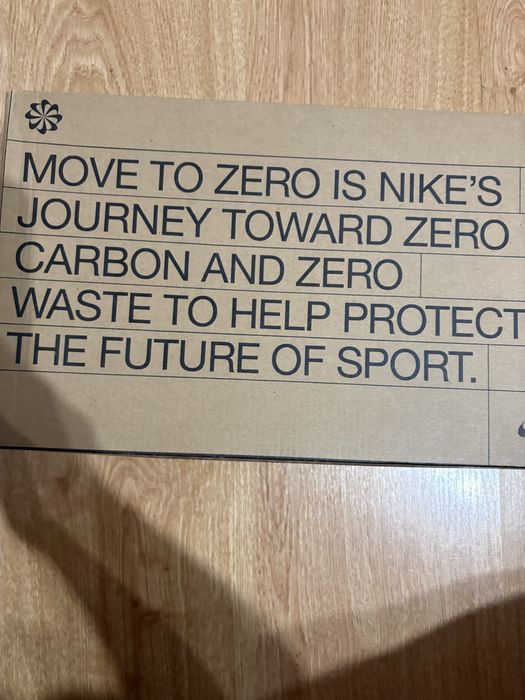 MOVE TO ZERO IS NIKE'S
JOURNEY TOWARD ZERO
CARBON AND ZERO
WASTE TO HELP PROTECT
THE FUTURE OF SPORT.